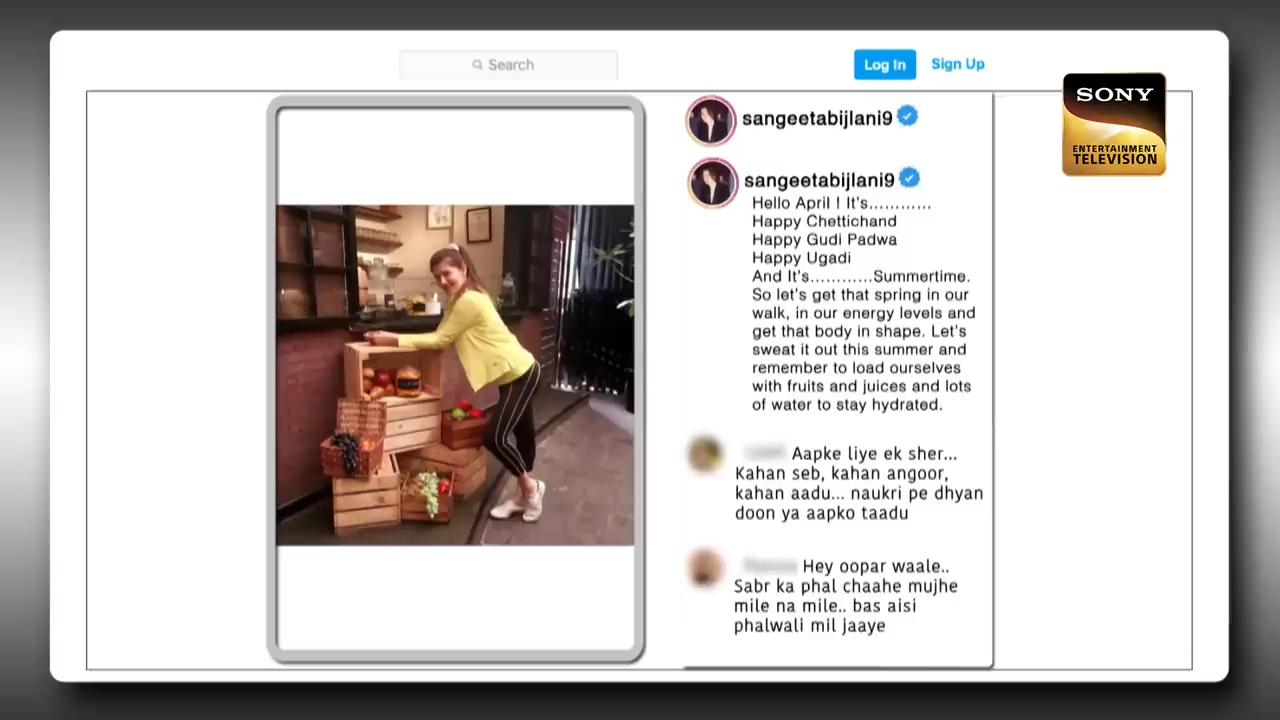 Search
Log In
Sign Up
SONY
ENTERTAINMENT
TELEVISION
sangeetabijlani9
sangeetabijlani9
Hello April ! It's............
Happy Chettichand
Happy Gudi Padwa
Happy Ugadi
And It's............Summertime.
So let's get that spring in our
walk, in our energy levels and
get that body in shape. Let's
sweat it out this summer and
remember to load ourselves
with fruits and juices and lots
of water to stay hydrated.
Aapke liye ek sher...
Kahan seb, kahan angoor,
kahan aadu... naukri pe dhyan
doon ya aapko taadu
Hey oopar waale..
Sabr ka phal chaahe mujhe
mile na mile.. bas aisi
phalwali mil jaaye